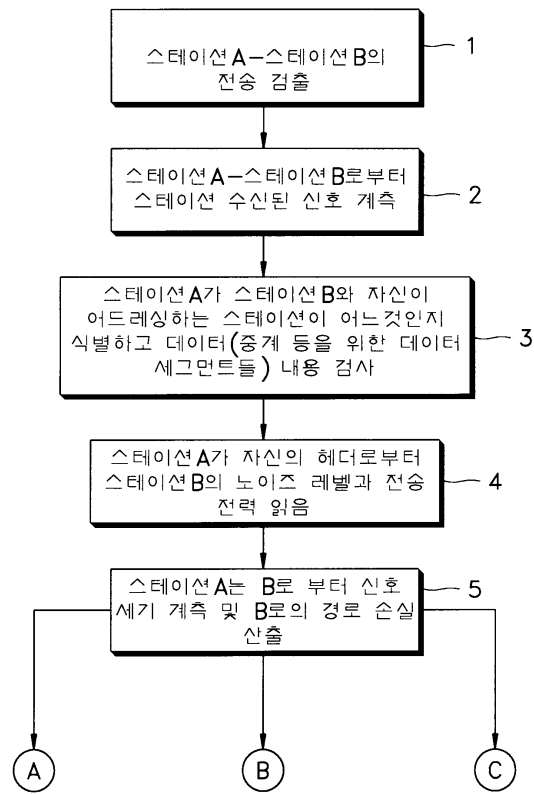 스테이션A-스테이션B의
전송 검출
1
스테이션A-스테이션B로부터
스테이션 수신된 신호 계측
2
스테이션A가 스테이션B와 자신이
어드레싱하는 스테이션이 어느것인지
식별하고 데이터(중계 등을 위한 데이터
세그먼트들) 내용 검사
3
스테이션A가 자신의 헤더로부터
스테이션B의 노이즈 레벨과 전송
전력 읽음
4
스테이션A는 B로 부터 신호
세기 계측 및 B로의 경로 손실
산출
5
A
B
C